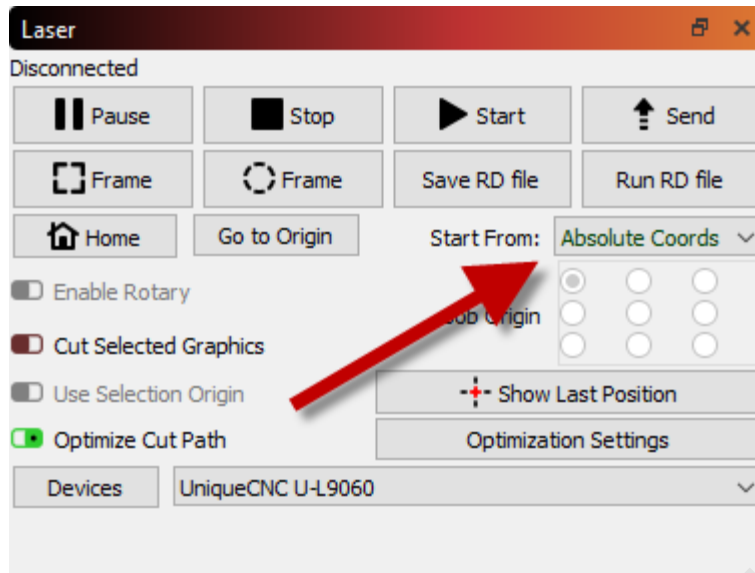 Laser
Disconnected
Pause Stop Start Send
Frame Frame Save RD file Run RD file
Home Go to Origin Start From: Absolute Coords
Enable Rotary
Origin
Cut Selected Graphics
Use Selection Origin Show Last Position
Optimize Cut Path Optimization Settings
Devices UniqueCNC U-L9060